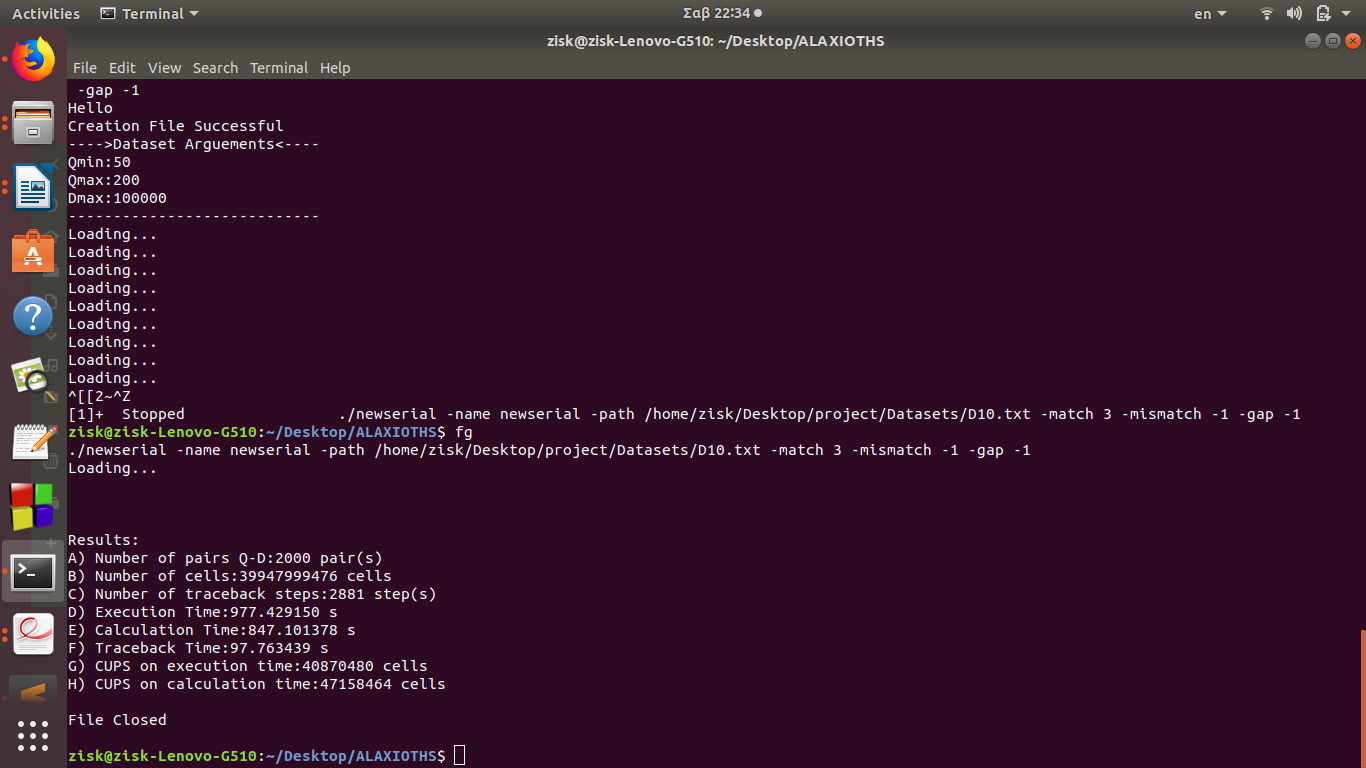 Activities Terminal Σαβ 22:34 en
zisk@zisk-Lenovo-G510: ~/Desktop/ALAXIOTHS
File Edit View Search Terminal Help
-gap -1
Hello
Creation File Successful
---->Dataset Arguements<----
Qmin:50
Qmax:200
Dmax:100000
----------------------------
Loading...
Loading...
Loading...
Loading...
Loading...
Loading...
Loading...
Loading...
Loading...
^[[2~^Z
[1]+  Stopped                 ./newserial -name newserial -path /home/zisk/Desktop/project/Datasets/D10.txt -match 3 -mismatch -1 -gap -1
zisk@zisk-Lenovo-G510:~/Desktop/ALAXIOTHS$ fg
./newserial -name newserial -path /home/zisk/Desktop/project/Datasets/D10.txt -match 3 -mismatch -1 -gap -1
Loading...
Results:
A) Number of pairs Q-D:2000 pair(s)
B) Number of cells:39947999476 cells
C) Number of traceback steps:2881 step(s)
D) Execution Time:977.429150 s
E) Calculation Time:847.101378 s
F) Traceback Time:97.763439 s
G) CUPS on execution time:40870480 cells
H) CUPS on calculation time:47158464 cells
File Closed
zisk@zisk-Lenovo-G510:~/Desktop/ALAXIOTHS$